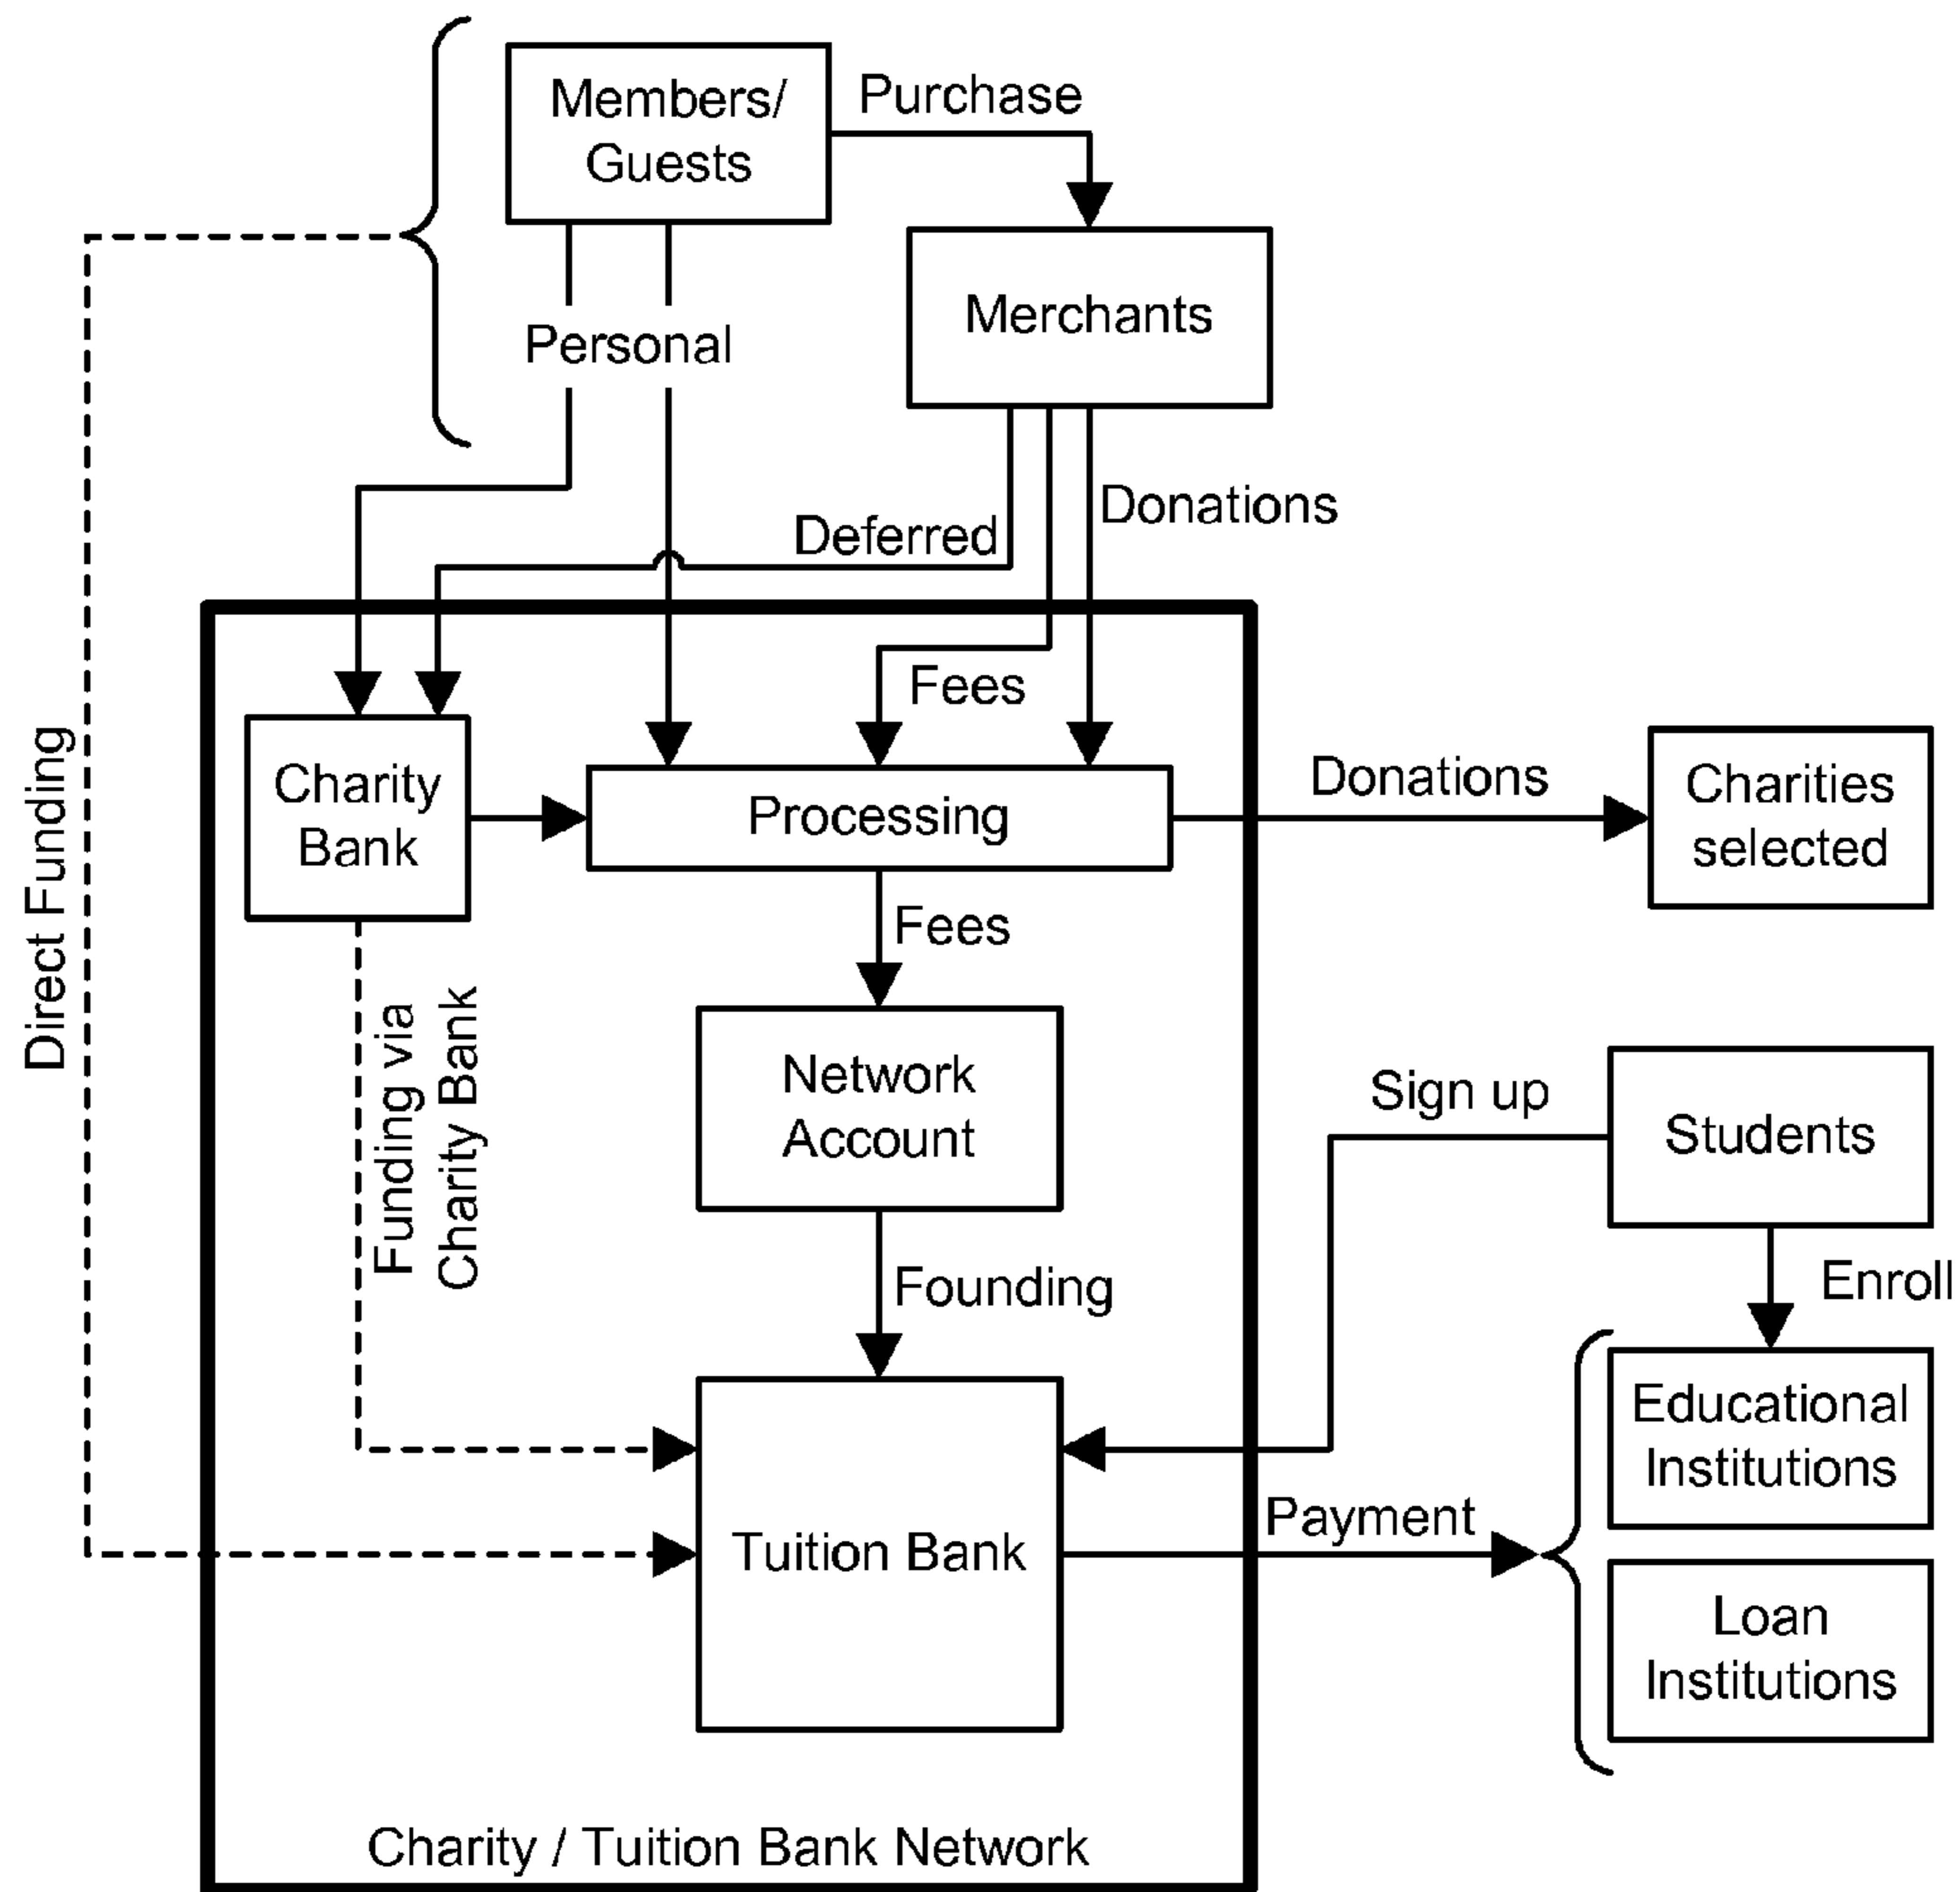 Members/
Guests
Purchase
Merchants
Personal
Deferred
Donations
Fees
Direct Funding
Charity
Bank
Processing
Donations
Charities
selected
Fees
Funding via
Charity Bank
Network
Account
Sign up
Students
Founding
Enroll
Educational
Institutions
Payment
Tuition Bank
Loan
Institutions
Charity / Tuition Bank Network